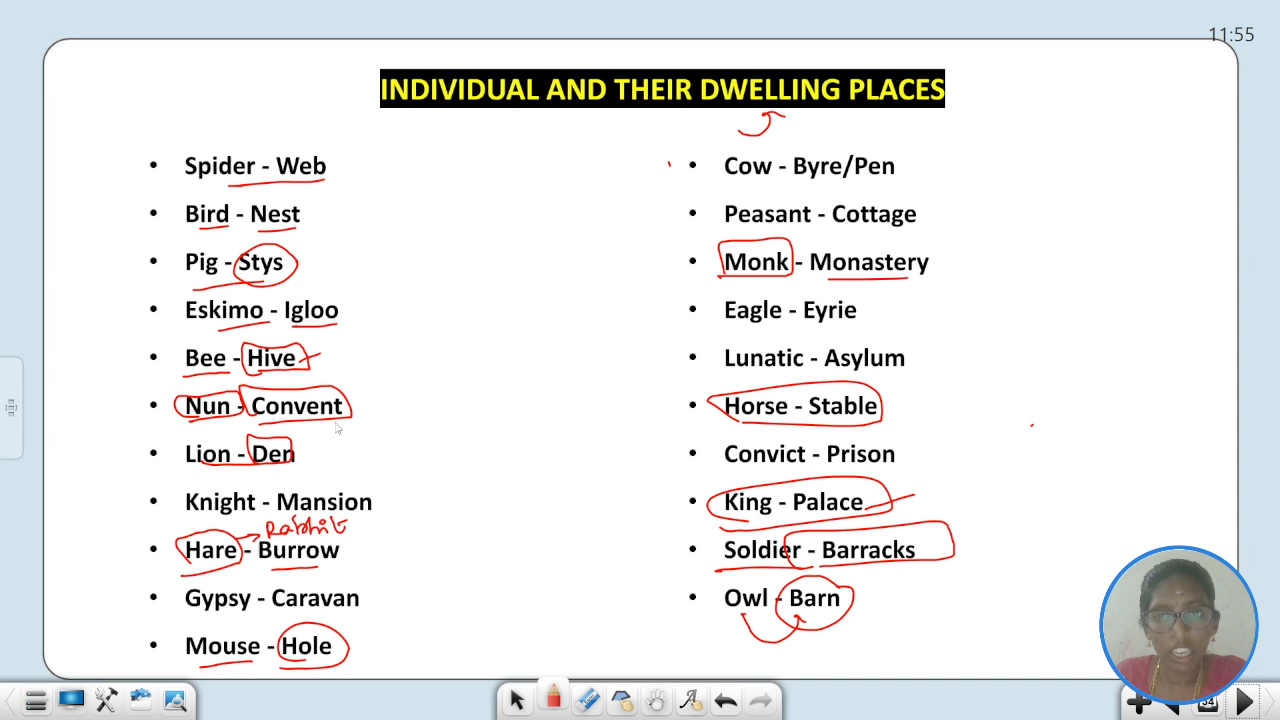 11:55
INDIVIDUAL AND THEIR DWELLING PLACES
• Spider - Web
• Bird - Nest
• Pig - Stys
• Eskimo - Igloo
• Bee - Hive
• Nun - Convent
• Lion - Den
• Knight - Mansion
Rabbit
• Hare - Burrow
• Gypsy - Caravan
• Mouse - Hole
• Cow - Byre/Pen
• Peasant - Cottage
• Monk - Monastery
• Eagle - Eyrie
• Lunatic - Asylum
• Horse - Stable
• Convict - Prison
• King - Palace
• Soldier - Barracks
• Owl - Barn